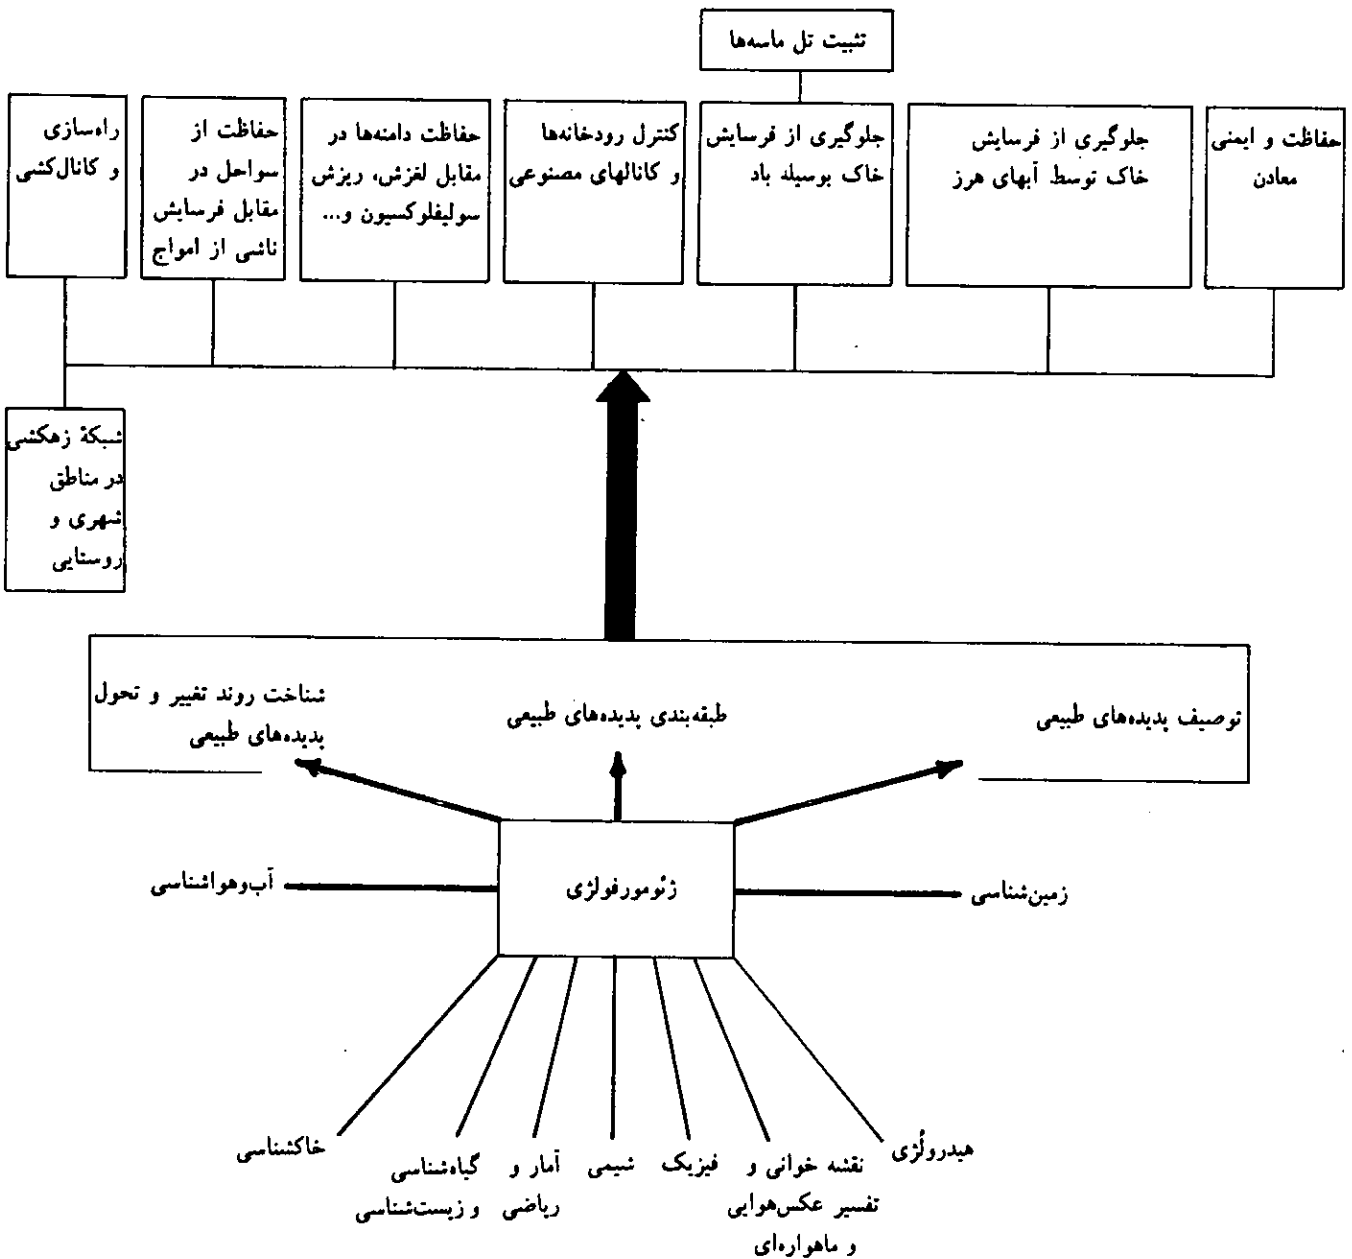 تثبیت تل ماسه‌ها
حفاظت و ایمنی
معادن
جلوگیری از فرسایش
خاک توسط آبهای هرز
جلوگیری از فرسایش
خاک بوسیله باد
کنترل رودخانه‌ها
و کانالهای مصنوعی
حفاظت دامنه‌ها در
مقابل لغزش، ریزش
سولیفلوکسیون و...
حفاظت از
سواحل در
مقابل فرسایش
ناشی از امواج
راه‌سازی
و کانال‌کشی
شبکهٔ زهکشی
در مناطق
شهری و
روستایی
توصیف پدیده‌های طبیعی
طبقه‌بندی پدیده‌های طبیعی
شناخت روند تغییر و تحول
پدیده‌های طبیعی
ژئومورفولژی
زمین‌شناسی
آب‌وهواشناسی
هیدرولُژی
نقشه خوانی و
تفسیر عکس‌هوایی
و ماهواره‌ای
فیزیک
شیمی
آمار و
ریاضی
گیاه‌شناسی
و زیست‌شناسی
خاکشناسی